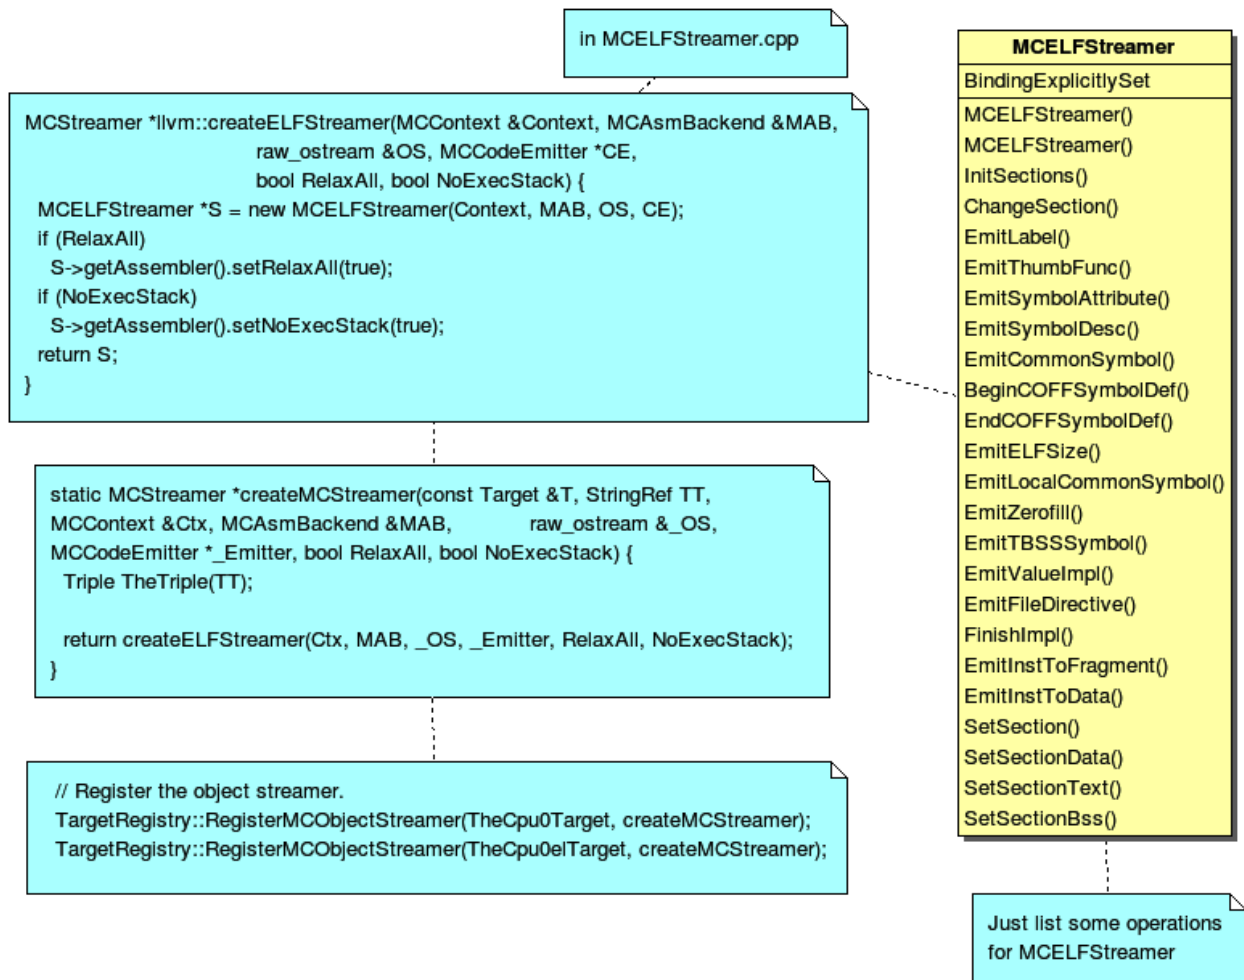 in MCELFStreamer.cpp
MCStreamer *llvm::createELFStreamer(MCContext &Context, MCAsmBackend &MAB,
raw_ostream &OS, MCCodeEmitter *CE,
bool RelaxAll, bool NoExecStack) {
MCELFStreamer *S = new MCELFStreamer(Context, MAB, OS, CE);
if (RelaxAll)
S->getAssembler().setRelaxAll(true);
if (NoExecStack)
S->getAssembler().setNoExecStack(true);
return S;
}
static MCStreamer *createMCStreamer(const Target &T, StringRef TT,
MCContext &Ctx, MCAsmBackend &MAB, raw_ostream &_OS,
MCCodeEmitter *_Emitter, bool RelaxAll, bool NoExecStack) {
Triple TheTriple(TT);
return createELFStreamer(Ctx, MAB, _OS, _Emitter, RelaxAll, NoExecStack);
}
// Register the object streamer.
TargetRegistry::RegisterMCObjectStreamer(TheCpu0Target, createMCStreamer);
TargetRegistry::RegisterMCObjectStreamer(TheCpu0elTarget, createMCStreamer);
MCELFStreamer
BindingExplicitlySet
MCELFStreamer()
MCELFStreamer()
InitSections()
ChangeSection()
EmitLabel()
EmitThumbFunc()
EmitSymbolAttribute()
EmitSymbolDesc()
EmitCommonSymbol()
BeginCOFFSymbolDef()
EndCOFFSymbolDef()
EmitELFSize()
EmitLocalCommonSymbol()
EmitZerofill()
EmitTBSSSymbol()
EmitValueImpl()
EmitFileDirective()
FinishImpl()
EmitInstToFragment()
EmitInstToData()
SetSection()
SetSectionData()
SetSectionText()
SetSectionBss()
Just list some operations
for MCELFStreamer